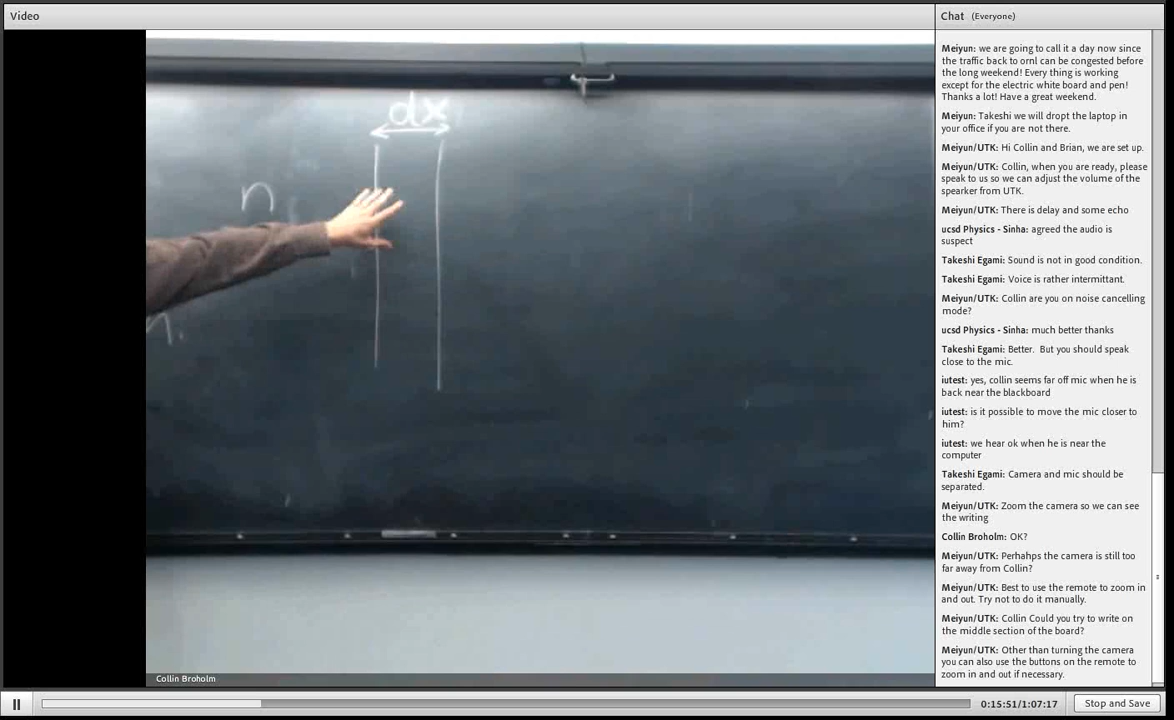 Video
dx
n
n.
Collin Broholm
Chat (Everyone)
Meiyun: we are going to call it a day now since
the traffic back to ornl can be congested before
the long weekend! Every thing is working
except for the electric white board and pen!
Thanks a lot! Have a great weekend.
Meiyun: Takeshi we will dropt the laptop in
your office if you are not there.
Meiyun/UTK: Hi Collin and Brian, we are set up.
Meiyun/UTK: Collin, when you are ready, please
speak to us so we can adjust the volume of the
spearker from UTK.
Meiyun/UTK: There is delay and some echo
ucsd Physics - Sinha: agreed the audio is
suspect
Takeshi Egami: Sound is not in good condition.
Takeshi Egami: Voice is rather intermittant.
Meiyun/UTK: Collin are you on noise cancelling
mode?
ucsd Physics - Sinha: much better thanks
Takeshi Egami: Better. But you should speak
close to the mic.
iutest: yes, collin seems far off mic when he is
back near the blackboard
iutest: is it possible to move the mic closer to
him?
iutest: we hear ok when he is near the
computer
Takeshi Egami: Camera and mic should be
separated.
Meiyun/UTK: Zoom the camera so we can see
the writing
Collin Broholm: OK?
Meiyun/UTK: Perhahps the camera is still too
far away from Collin?
Meiyun/UTK: Best to use the remote to zoom in
and out. Try not to do it manually.
Meiyun/UTK: Collin Could you try to write on
the middle section of the board?
Meiyun/UTK: Other than turning the camera
you can also use the buttons on the remote to
zoom in and out if necessary.
0:15:51/1:07:17
Stop and Save